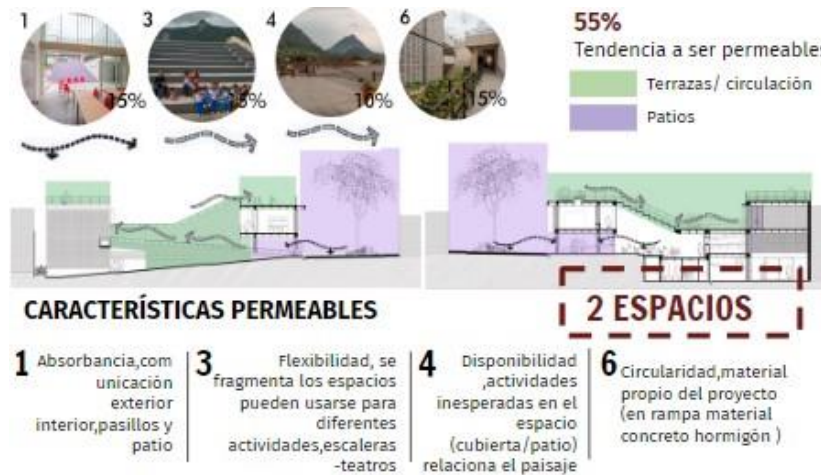 1
3
4
6
15%
15%
10%
15%
55%
Tendencia a ser permeables
Terrazas/ circulación
Patios
CARACTERÍSTICAS PERMEABLES
2 ESPACIOS
1
Absorbancia,com
unicación
exterior
interior,pasillos y
patio
3
Flexibilidad, se
fragmenta los espacios
pueden usarse para
diferentes
actividades,escaleras
-teatros
4
Disponibilidad
,actividades
inesperadas en el
espacio
(cubierta/patio)
relaciona el paisaje
6
Circularidad,material
propio del proyecto
(en rampa material
concreto hormigón )